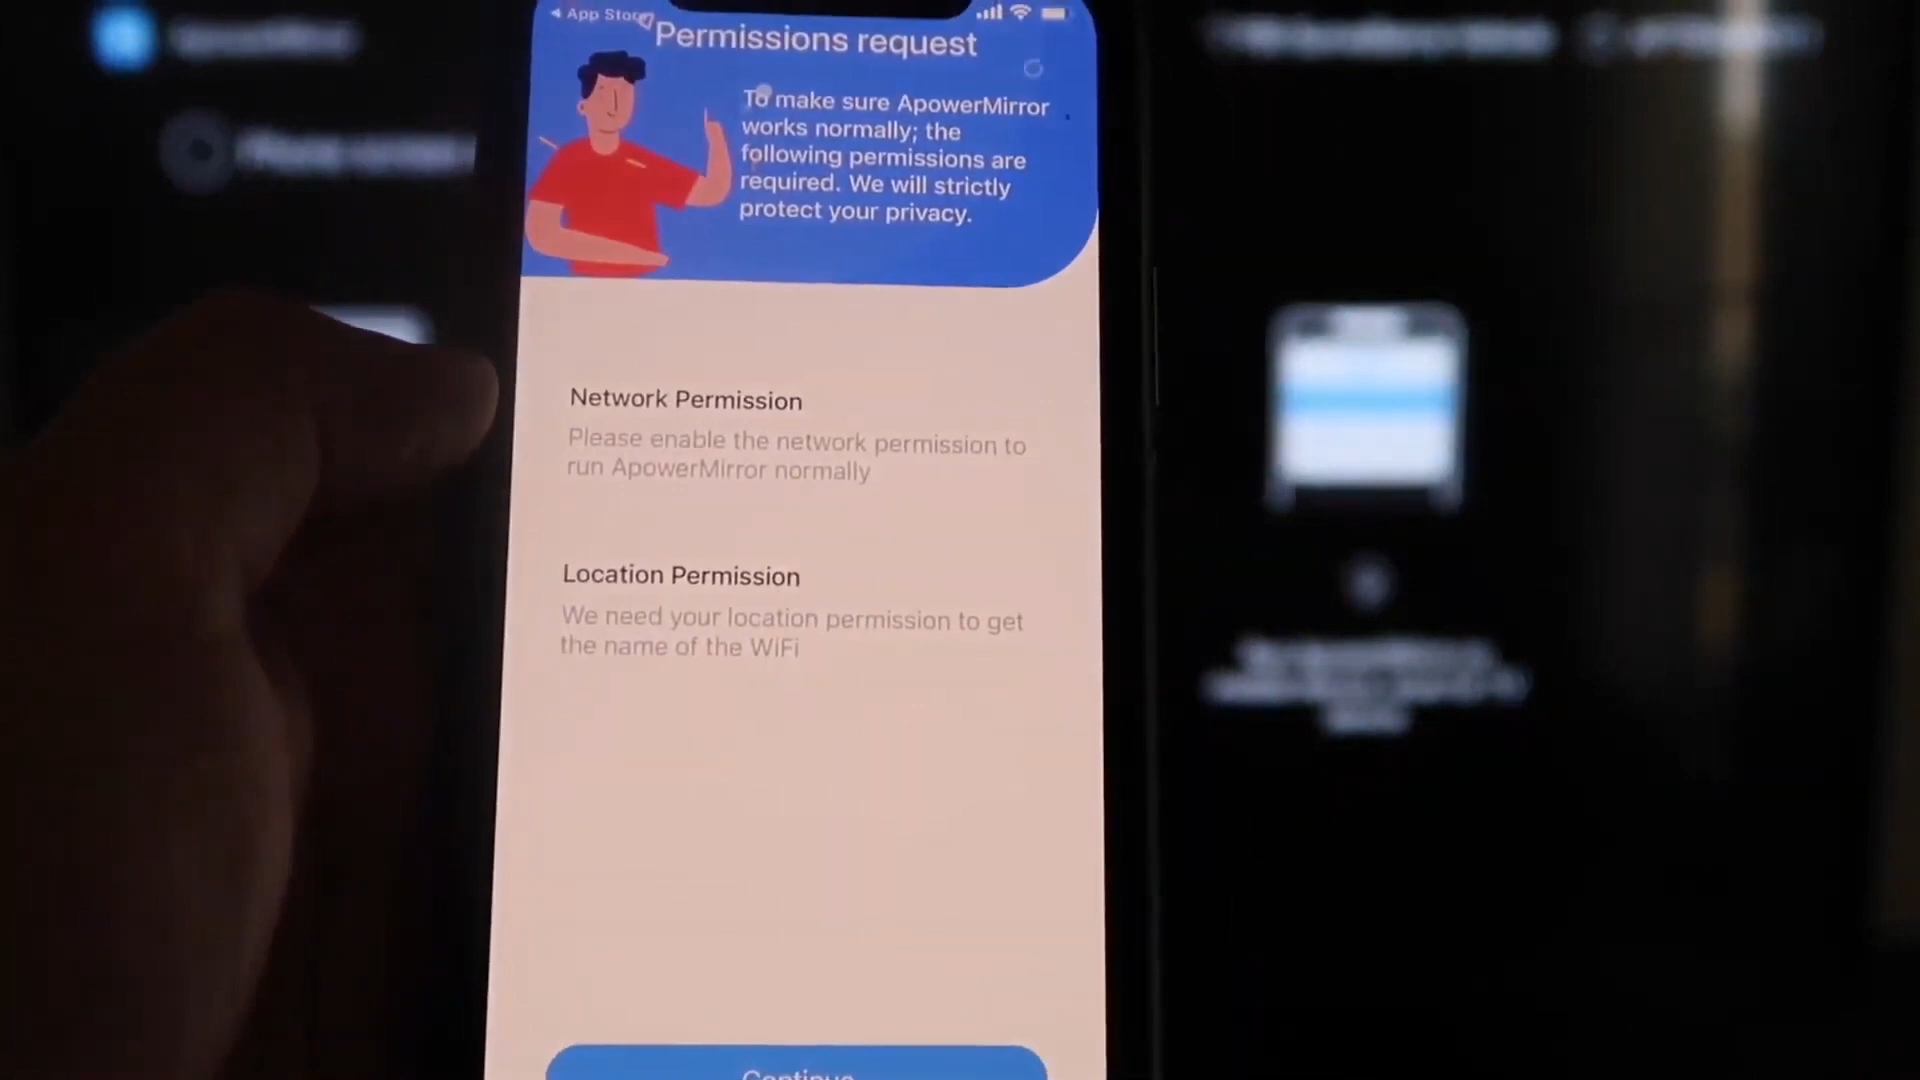 App Store
Permissions request
To make sure ApowerMirror
works normally; the
following permissions are
required. We will strictly
protect your privacy.
Network Permission
Please enable the network permission to
run ApowerMirror normally
Location Permission
We need your location permission to get
the name of the WiFi
Continue